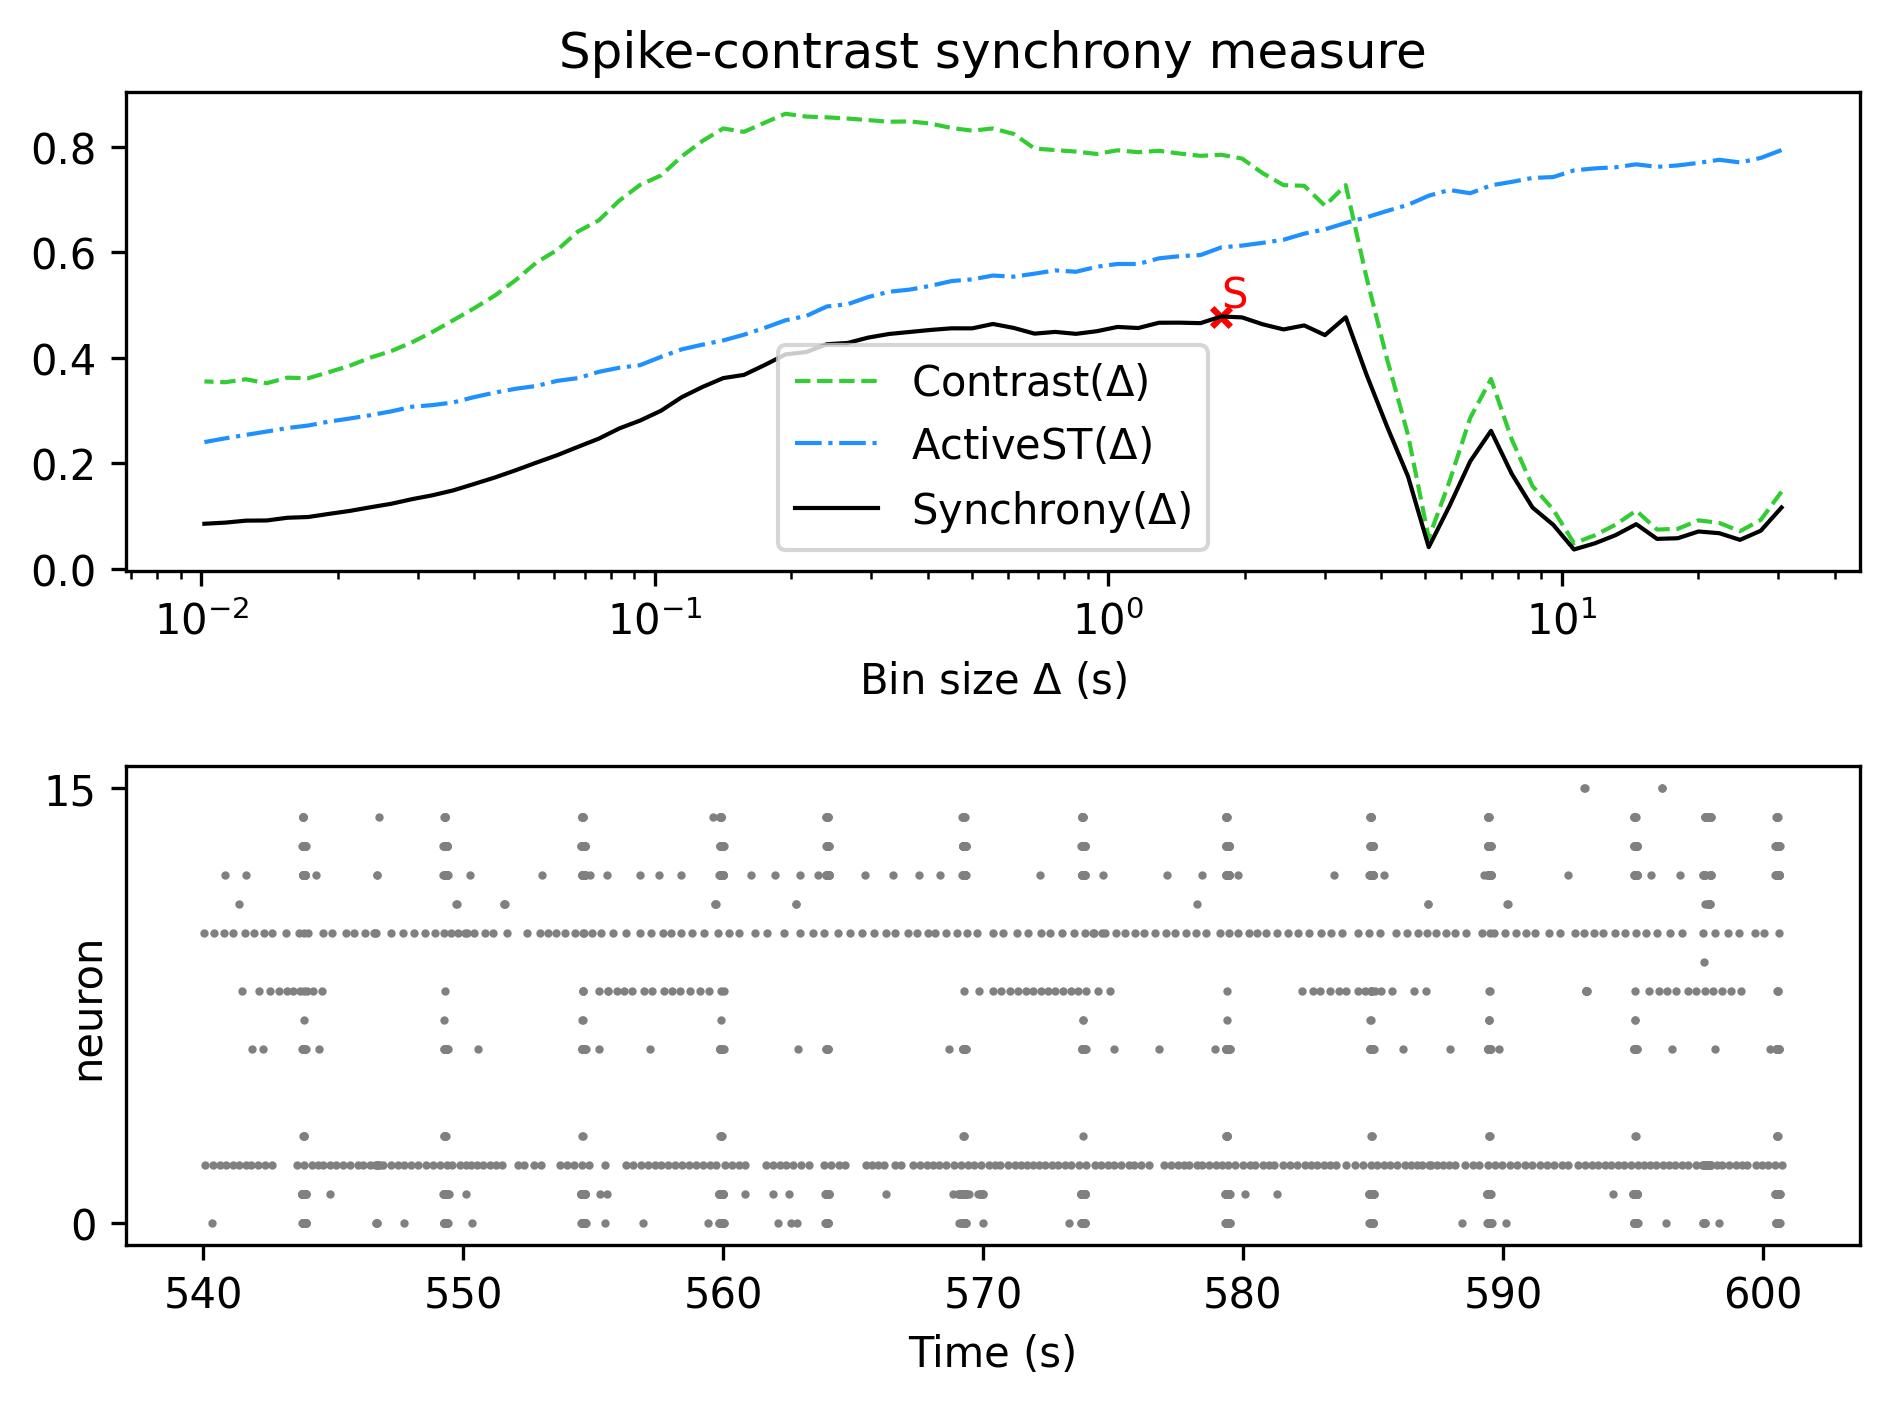 Spike-contrast synchrony measure
0.8
0.6
0.4
0.2
0.0
S
Contrast(Δ)
ActiveST(Δ)
Synchrony(Δ)
10⁻² 10⁻¹ 10⁰ 10¹
Bin size Δ (s)
15
0
neuron
540 550 560 570 580 590 600
Time (s)